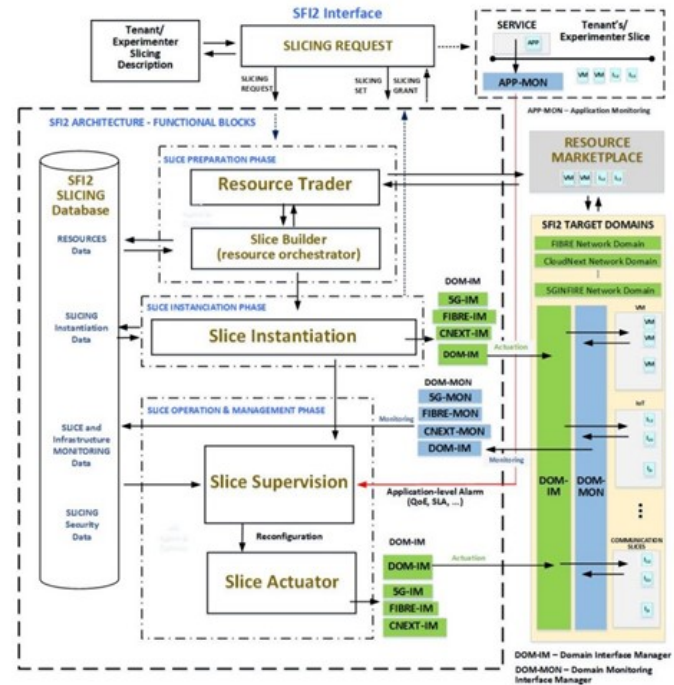 SFI2 Interface
Tenant/
Experimenter
Slicing
Description
SLICING REQUEST
SLICING
REQUEST
SLICING
SET
SLICING
GRANT
SERVICE
APP
Tenant's/
Experimenter Slice
APP-MON
VM
VM
APP-MON – Application Monitoring
SFI2 ARCHITECTURE - FUNCTIONAL BLOCKS
SFI2
SLICING
Database
RESOURCES
Data
SLICING
Instantiation
Data
SLICE and
Infrastructure
MONITORING
Data
SLICING
Security
Data
SLICE PREPARATION PHASE
Resource Trader
Slice Builder
(resource orchestrator)
SLICE INSTANCIATION PHASE
Slice Instantiation
DOM-IM
5G-IM
FIBRE-IM
CNEXT-IM
DOM-IM
Actuation
SLICE OPERATION & MANAGEMENT PHASE
DOM-MON
5G-MON
FIBRE-MON
CNEXT-MON
DOM-IM
Monitoring
Monitoring
Slice Supervision
Application-level Alarm
(QoE, SLA, ...)
Reconfiguration
Slice Actuator
DOM-IM
DOM-IM
5G-IM
FIBRE-IM
CNEXT-IM
Actuation
RESOURCE
MARKETPLACE
VM
VM
SFI2 TARGET DOMAINS
FIBRE Network Domain
CloudNext Network Domain
5GINFIRE Network Domain
VM
VM
VM
VM
IoT
DOM-
IM
DOM-
MON
COMMUNICATION
SLICES
DOM-IM – Domain Interface Manager
DOM-MON – Domain Monitoring
Interface Manager